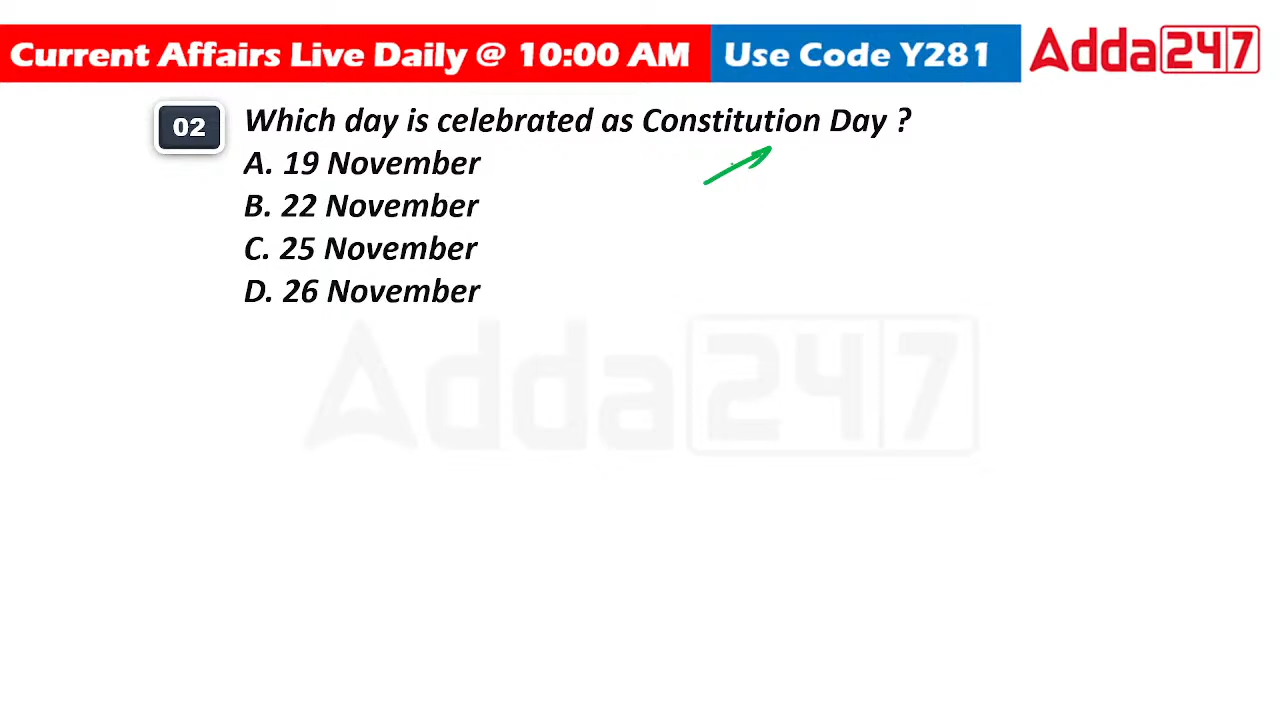 Current Affairs Live Daily @ 10:00 AM Use Code Y281 Adda247
02 Which day is celebrated as Constitution Day ?
A. 19 November
B. 22 November
C. 25 November
D. 26 November
Adda247